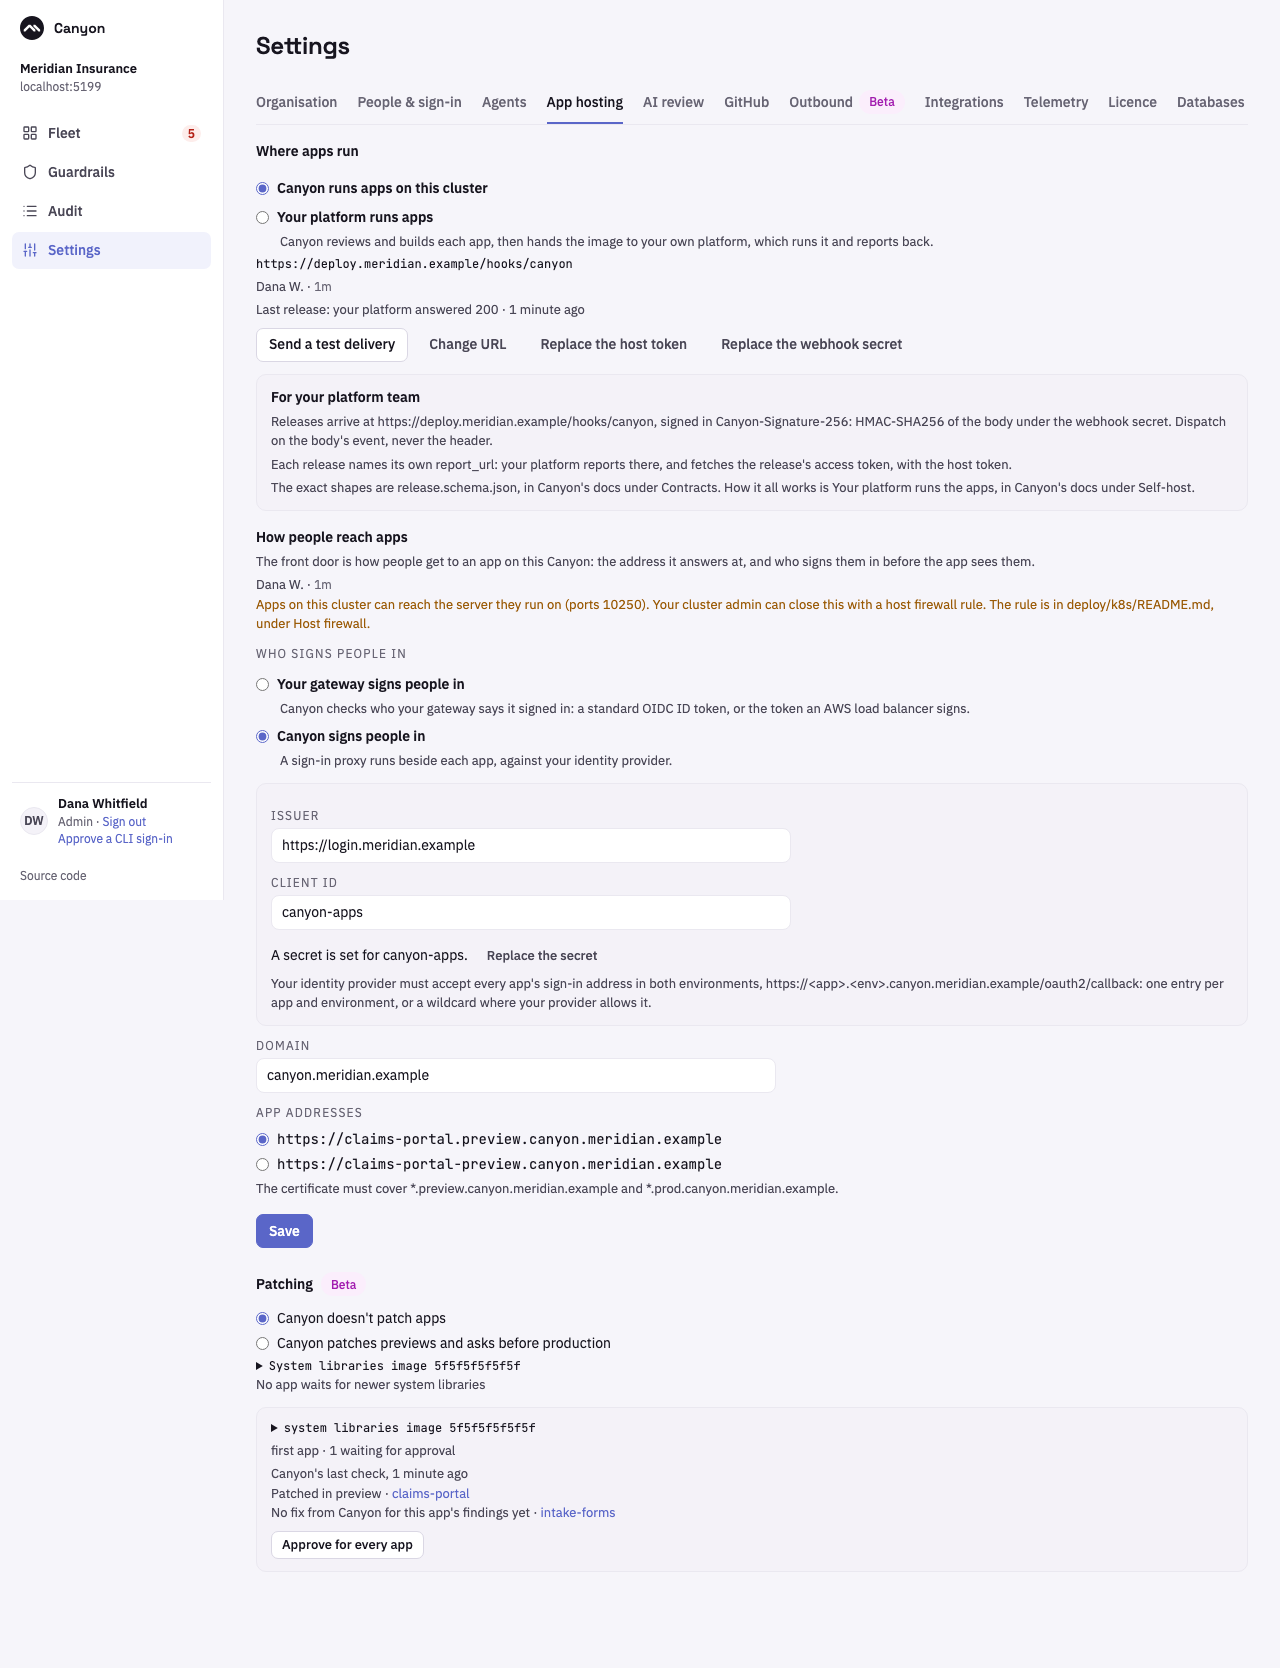 Canyon
Meridian Insurance
localhost:5199
Fleet 5
Guardrails
Audit
Settings
Dana Whitfield
DW
Admin · Sign out
Approve a CLI sign-in
Source code
Settings
Organisation People & sign-in Agents App hosting AI review GitHub Outbound Beta Integrations Telemetry Licence Databases
Where apps run
Canyon runs apps on this cluster
Your platform runs apps
Canyon reviews and builds each app, then hands the image to your own platform, which runs it and reports back.
https://deploy.meridian.example/hooks/canyon
Dana W. · 1m
Last release: your platform answered 200 · 1 minute ago
Send a test delivery Change URL Replace the host token Replace the webhook secret
For your platform team
Releases arrive at https://deploy.meridian.example/hooks/canyon, signed in Canyon-Signature-256: HMAC-SHA256 of the body under the webhook secret. Dispatch
on the body's event, never the header.
Each release names its own report_url: your platform reports there, and fetches the release's access token, with the host token.
The exact shapes are release.schema.json, in Canyon's docs under Contracts. How it all works is Your platform runs the apps, in Canyon's docs under Self-host.
How people reach apps
The front door is how people get to an app on this Canyon: the address it answers at, and who signs them in before the app sees them.
Dana W. · 1m
Apps on this cluster can reach the server they run on (ports 10250). Your cluster admin can close this with a host firewall rule. The rule is in deploy/k8s/README.md,
under Host firewall.
WHO SIGNS PEOPLE IN
Your gateway signs people in
Canyon checks who your gateway says it signed in: a standard OIDC ID token, or the token an AWS load balancer signs.
Canyon signs people in
A sign-in proxy runs beside each app, against your identity provider.
ISSUER
https://login.meridian.example
CLIENT ID
canyon-apps
A secret is set for canyon-apps. Replace the secret
Your identity provider must accept every app's sign-in address in both environments, https://<app>.<env>.canyon.meridian.example/oauth2/callback: one entry per
app and environment, or a wildcard where your provider allows it.
DOMAIN
canyon.meridian.example
APP ADDRESSES
https://claims-portal.preview.canyon.meridian.example
https://claims-portal-preview.canyon.meridian.example
The certificate must cover *.preview.canyon.meridian.example and *.prod.canyon.meridian.example.
Save
Patching Beta
Canyon doesn't patch apps
Canyon patches previews and asks before production
System libraries image 5f5f5f5f5f5f
No app waits for newer system libraries
system libraries image 5f5f5f5f5f5f
first app · 1 waiting for approval
Canyon's last check, 1 minute ago
Patched in preview · claims-portal
No fix from Canyon for this app's findings yet · intake-forms
Approve for every app